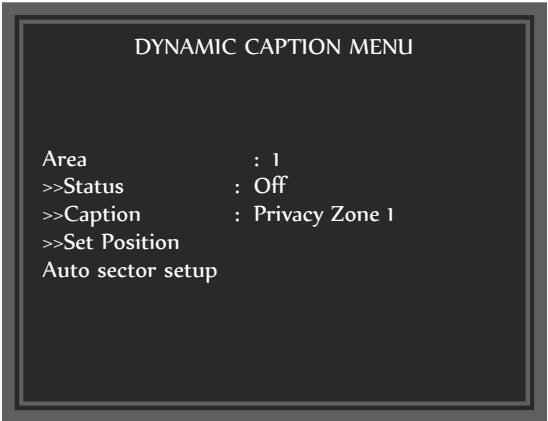 DYNAMIC CAPTION MENU
Area : 1
>>Status : Off
>>Caption : Privacy Zone 1
>>Set Position
Auto sector setup